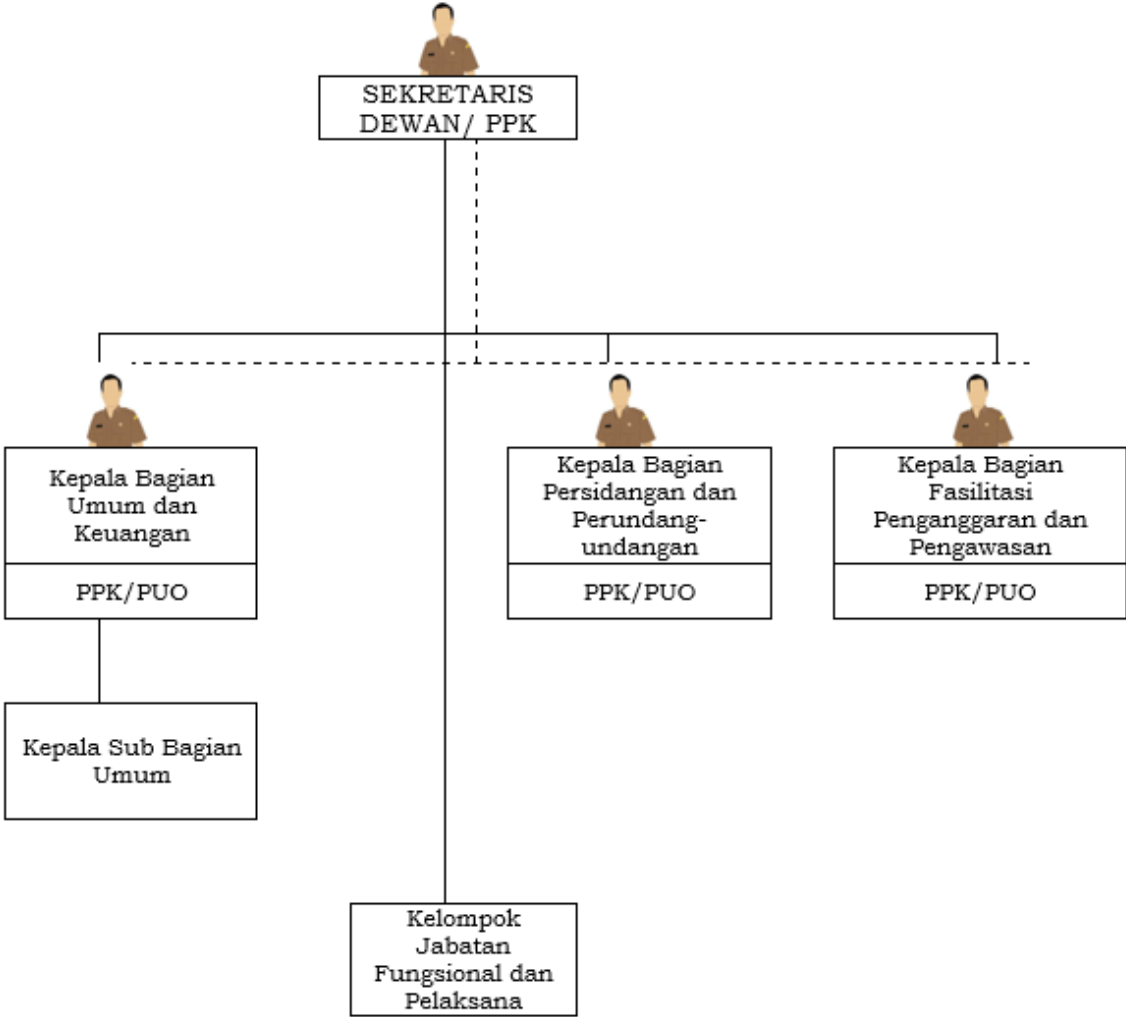 SEKRETARIS
DEWAN/ PPK
Kepala Bagian
Umum dan
Keuangan
PPK/PUO
Kepala Bagian
Persidangan dan
Perundang-
undangan
PPK/PUO
Kepala Bagian
Fasilitasi
Penganggaran dan
Pengawasan
PPK/PUO
Kepala Sub Bagian
Umum
Kelompok
Jabatan
Fungsional dan
Pelaksana